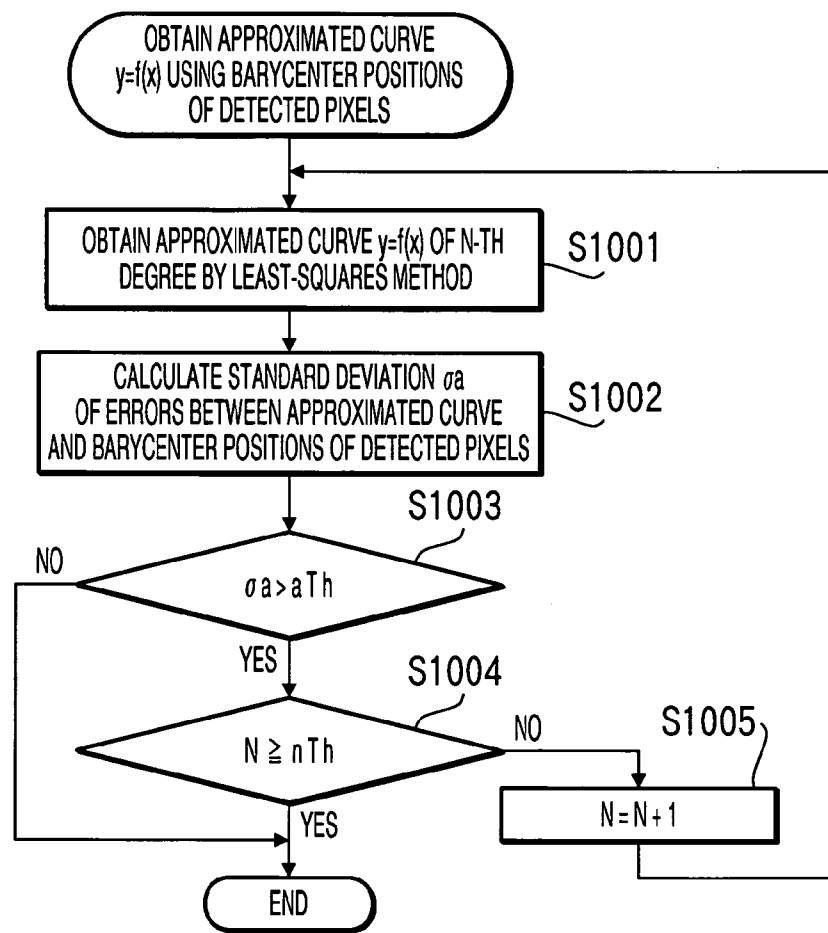 OBTAIN APPROXIMATED CURVE
y=f(x) USING BARYCENTER POSITIONS
OF DETECTED PIXELS
OBTAIN APPROXIMATED CURVE y=f(x) OF N-TH
DEGREE BY LEAST-SQUARES METHOD
S1001
CALCULATE STANDARD DEVIATION σa
OF ERRORS BETWEEN APPROXIMATED CURVE
AND BARYCENTER POSITIONS OF DETECTED PIXELS
S1002
S1003
NO
σa>aTh
YES
S1004
N ≧ nTh
NO
S1005
YES
N=N+1
END